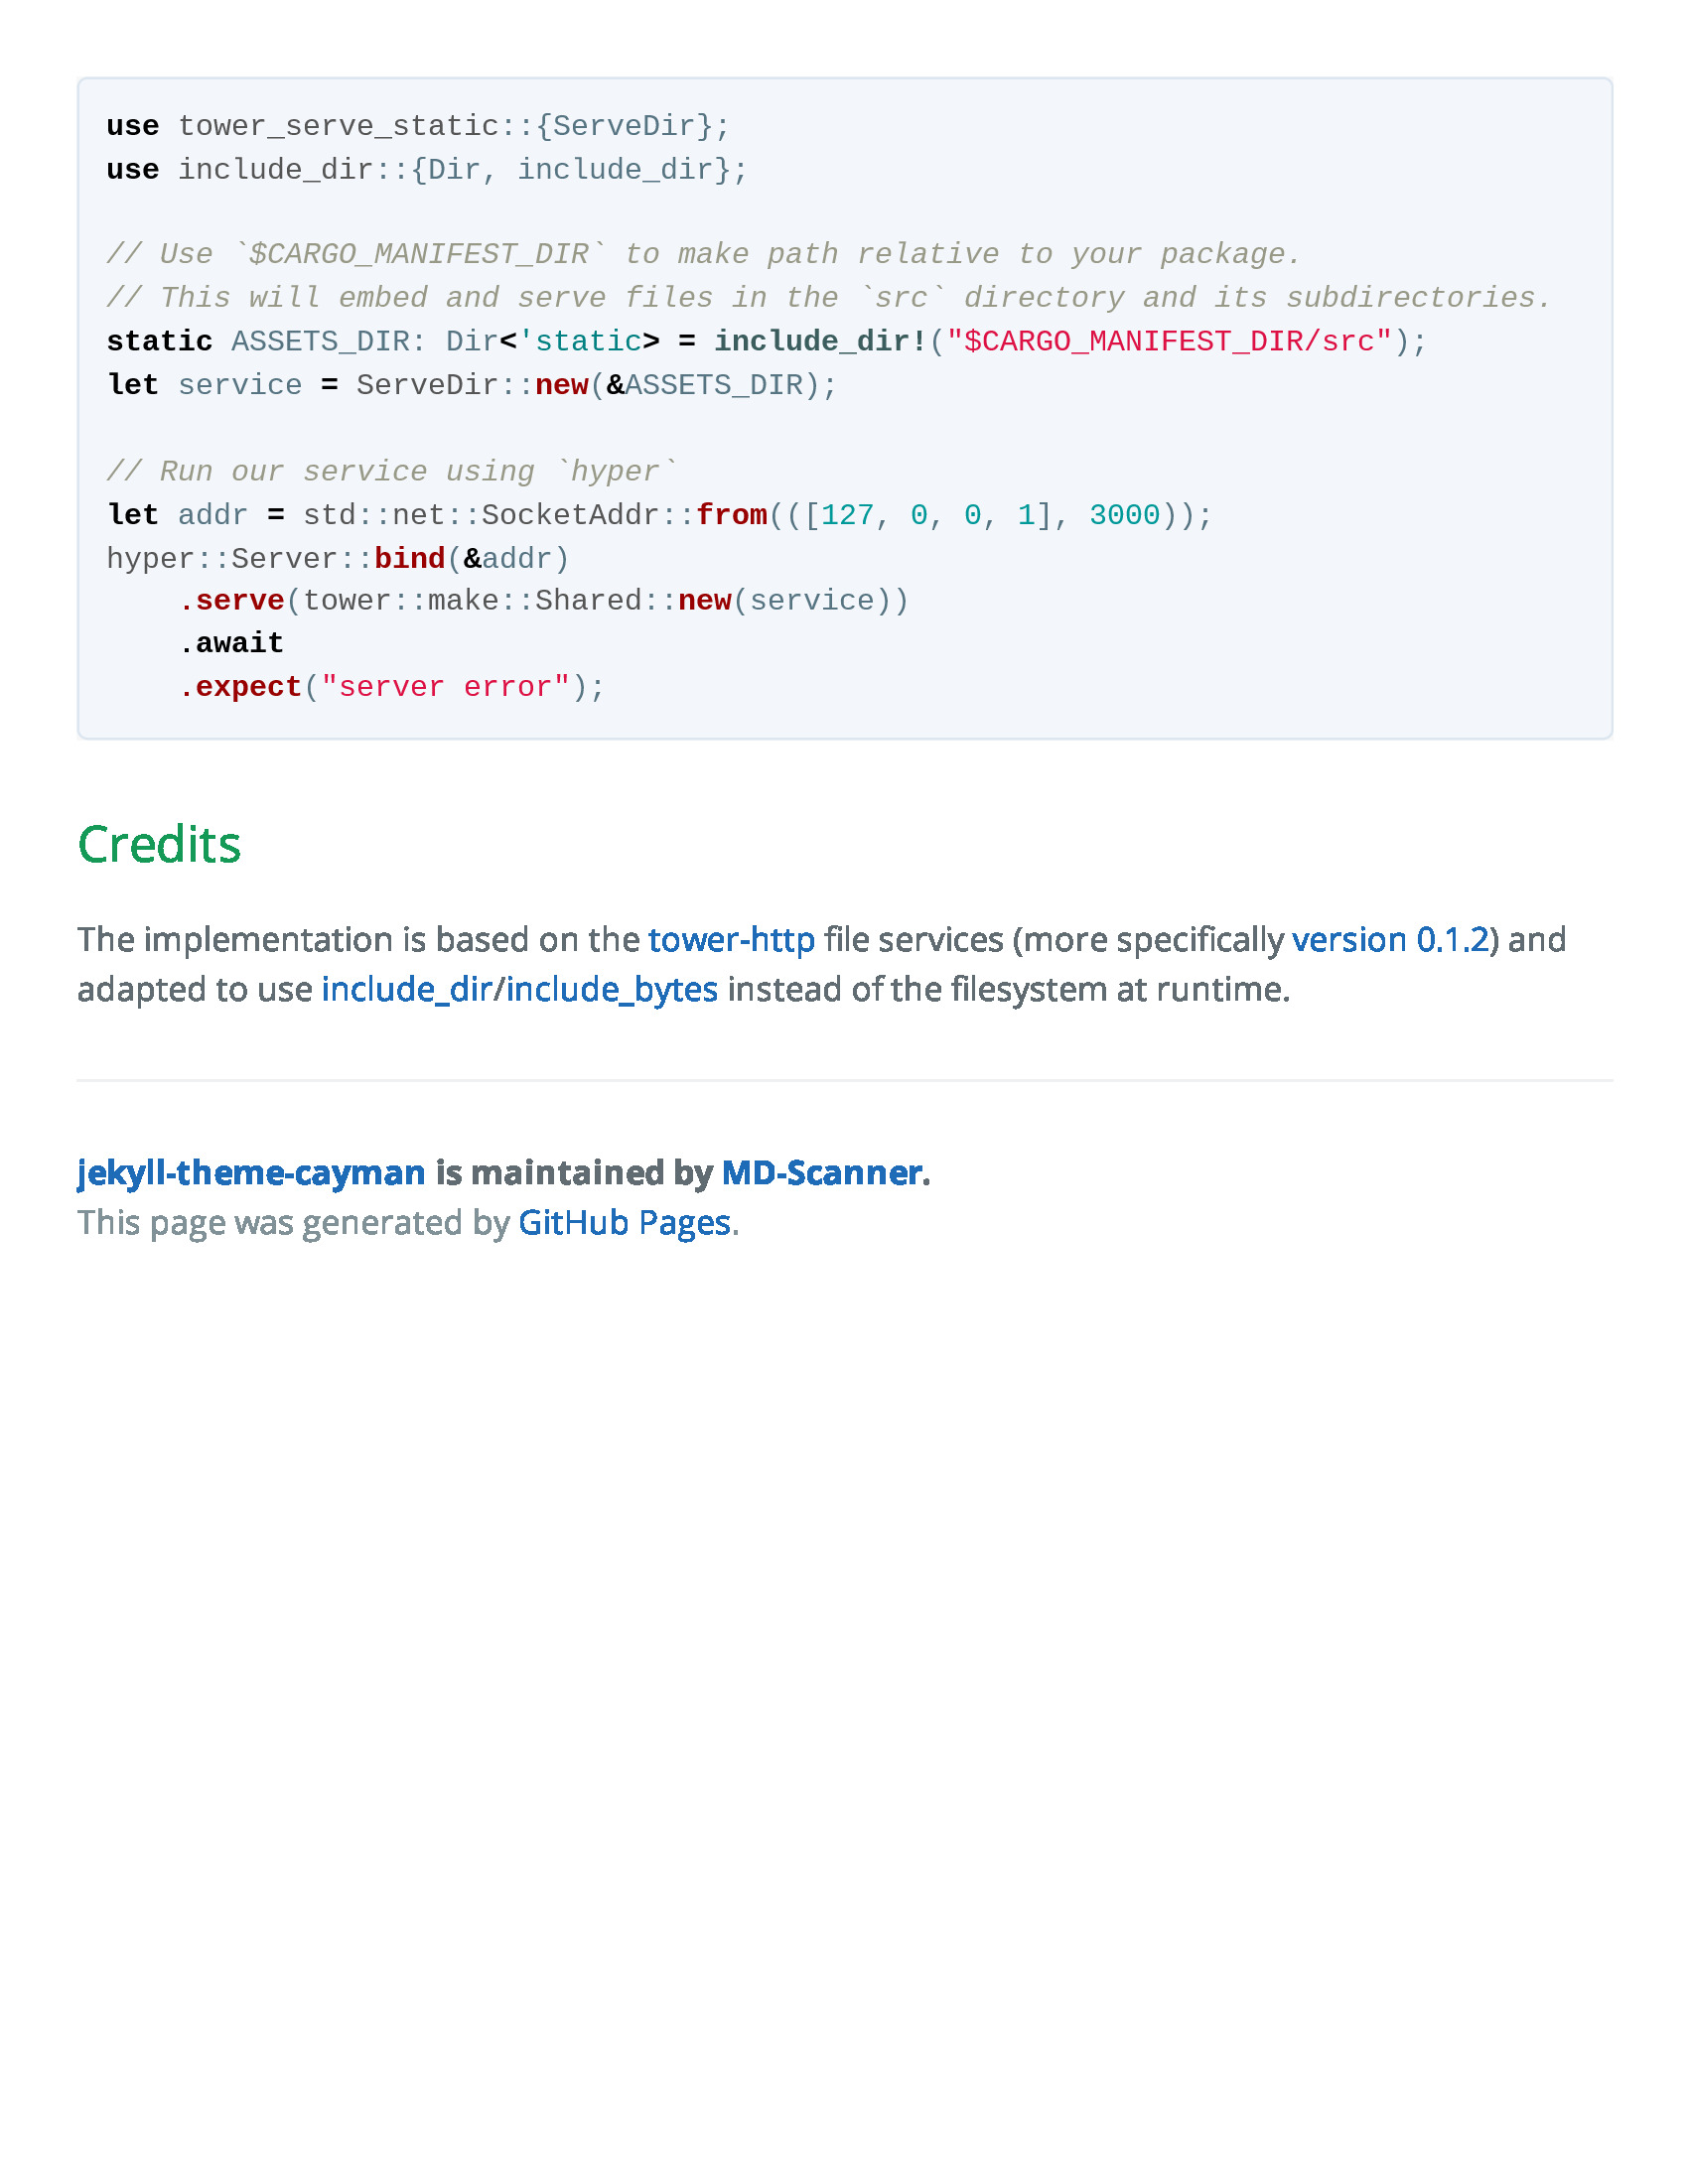 use tower_serve_static::{ServeDir};
use include_dir::{Dir, include_dir};

// Use `$CARGO_MANIFEST_DIR` to make path relative to your package.
// This will embed and serve files in the `src` directory and its subdirectories.
static ASSETS_DIR: Dir<'static> = include_dir!("$CARGO_MANIFEST_DIR/src");
let service = ServeDir::new(&ASSETS_DIR);

// Run our service using `hyper`
let addr = std::net::SocketAddr::from(([127, 0, 0, 1], 3000));
hyper::Server::bind(&addr)
    .serve(tower::make::Shared::new(service))
    .await
    .expect("server error");

Credits
The implementation is based on the tower-http file services (more specifically version 0.1.2) and
adapted to use include_dir/include_bytes instead of the filesystem at runtime.
jekyll-theme-cayman is maintained by MD-Scanner.
This page was generated by GitHub Pages.